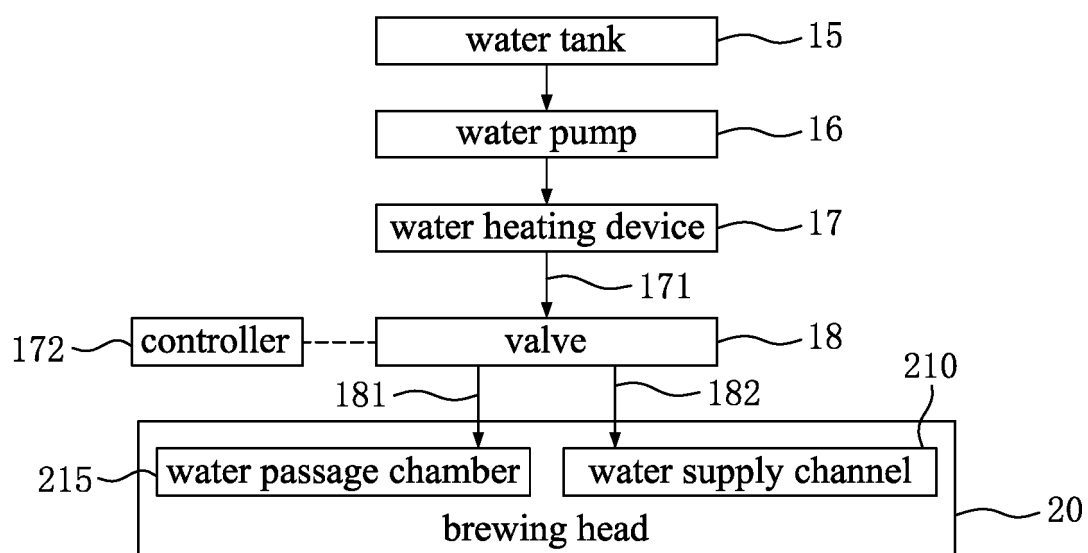 water tank 15
water pump 16
water heating device 17
171
172 controller valve 18
181 182 210
215 water passage chamber water supply channel
brewing head 20